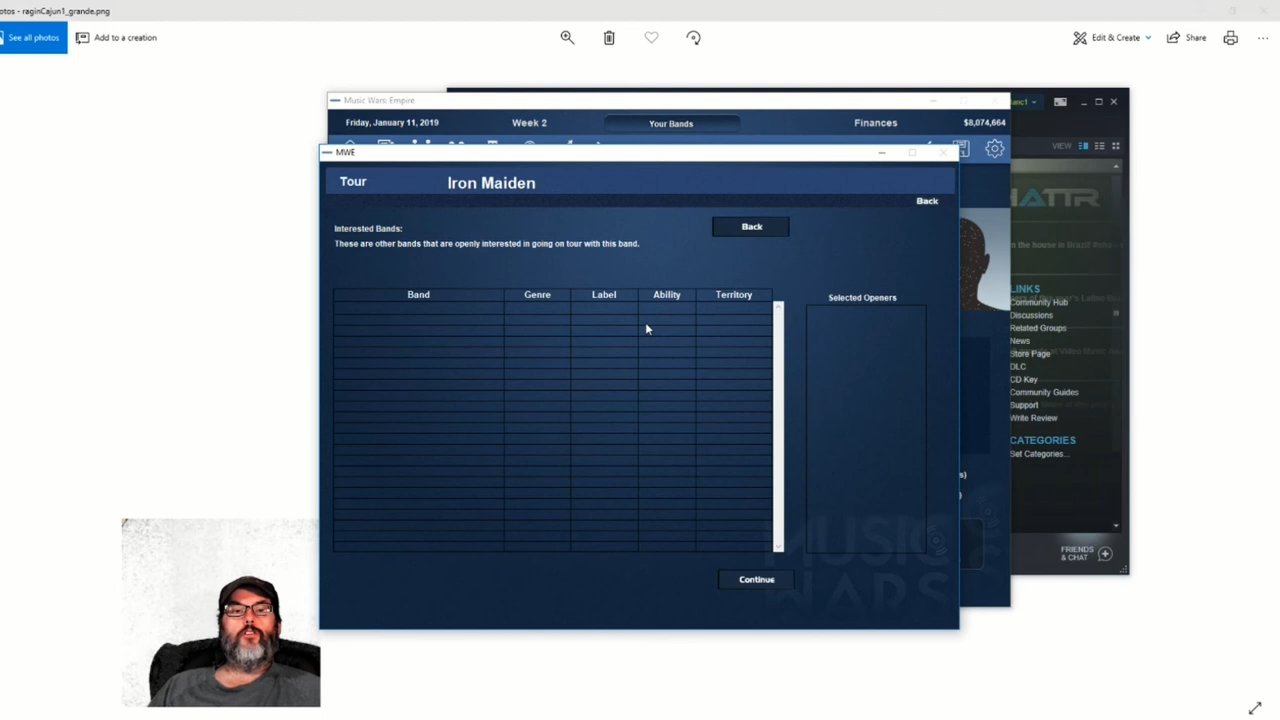 otos - raginCajun1_grande.png
See all photos
Add to a creation
Edit & Create
Share
Music Wars: Empire
Friday, January 11, 2019
Week 2
Your Bands
Finances
$8,074,664
MWE
Tour
Iron Maiden
Back
Interested Bands:
Back
These are other bands that are openly interested in going on tour with this band.
Band
Genre
Label
Ability
Territory
Selected Openers
Continue
MUSIC
WARS
VIEW
LINKS
Community Hub
Discussions
Related Groups
News
Store Page
DLC
CD Key
Community Guides
Support
Write Review
CATEGORIES
Set Categories...
FRIENDS
& CHAT